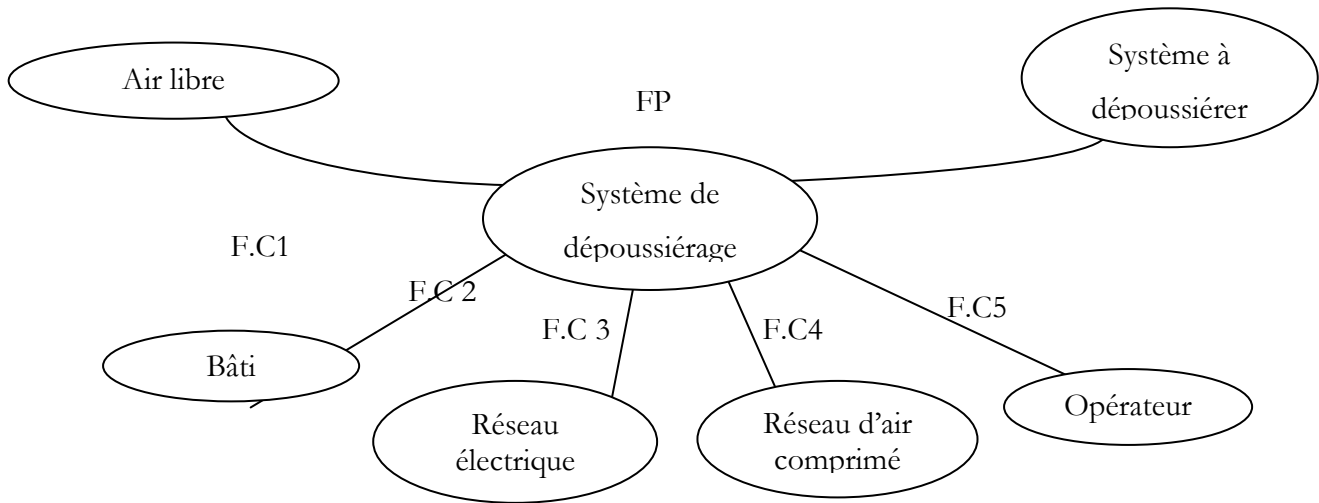 Air libre
FP
Système à
dépoussiérer
Système de
dépoussiérage
F.C1
F.C 2
F.C 3
F.C4
F.C5
Bâti
Réseau
électrique
Réseau d’air
comprimé
Opérateur